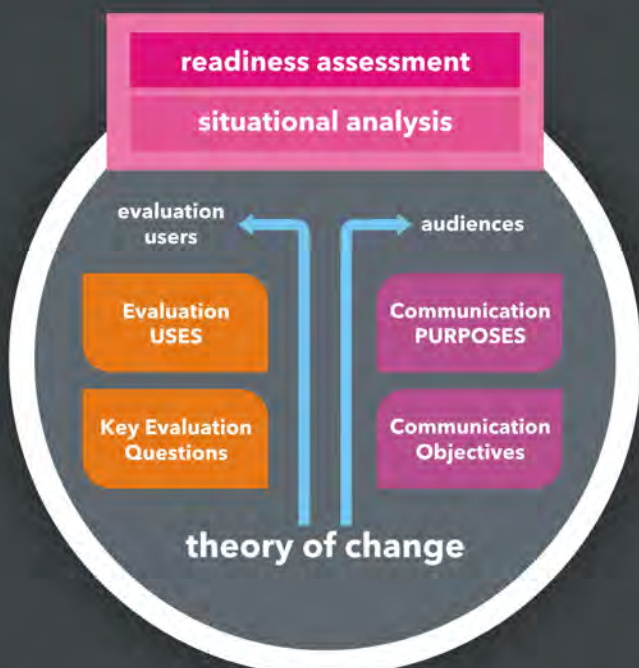 readiness assessment
situational analysis
evaluation
users
audiences
Evaluation
USES
Communication
PURPOSES
Key Evaluation
Questions
Communication
Objectives
theory of change